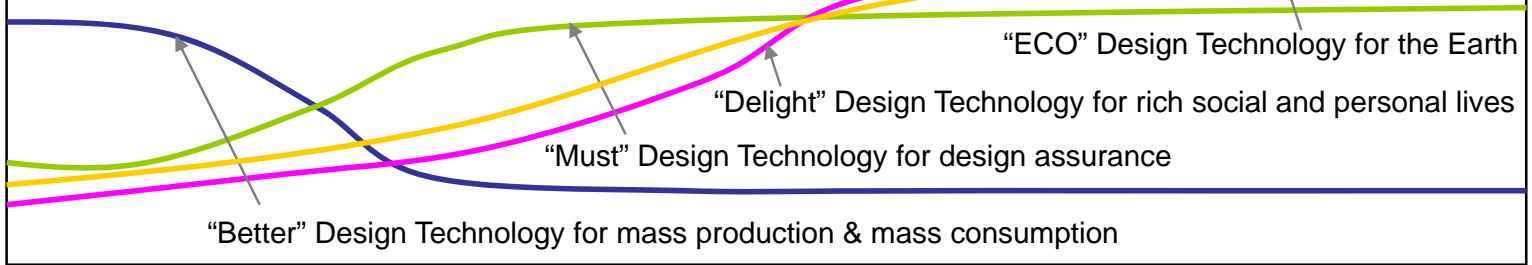 “ECO” Design Technology for the Earth
“Delight” Design Technology for rich social and personal lives
“Must” Design Technology for design assurance
“Better” Design Technology for mass production & mass consumption